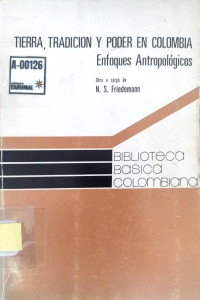 TIERRA, TRADICION Y PODER EN COLOMBIA
Enfoques Antropológicos
A-00126
Obra a cargo de
N. S. Friedemann
BIBLIOTECA
BASICA
COLOMBIANA